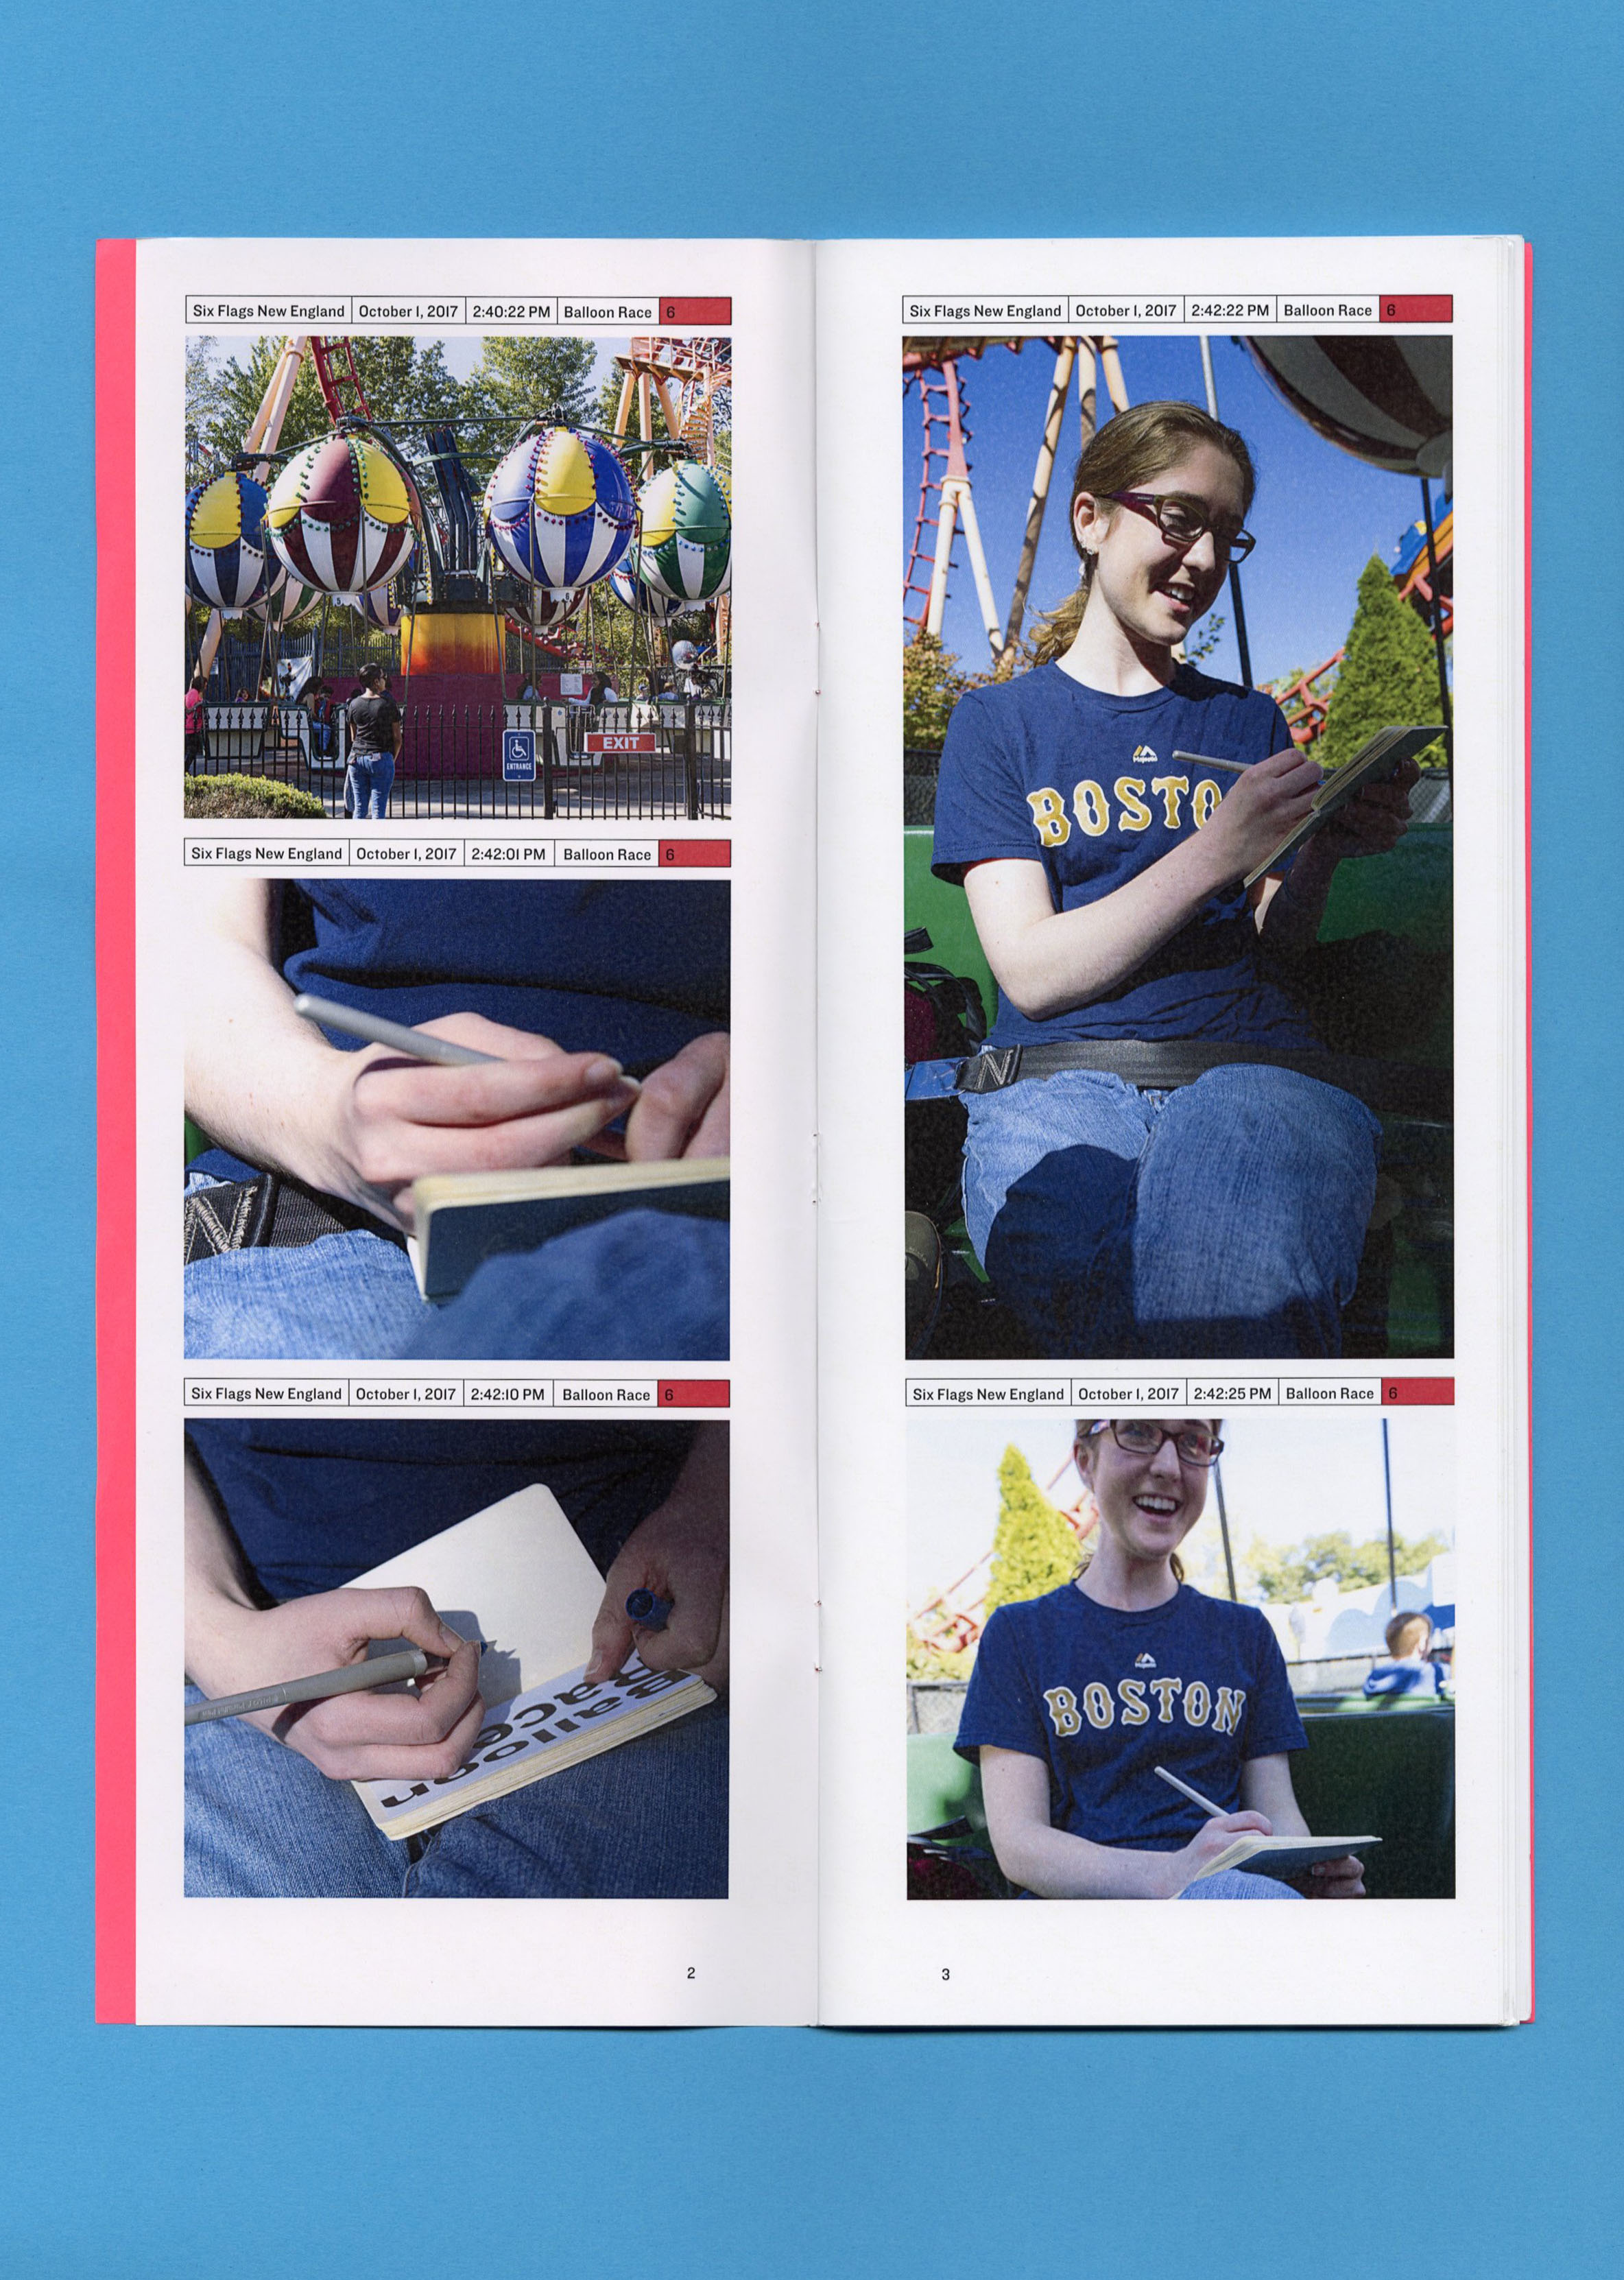 Six Flags New England October 1, 2017 2:40:22 PM Balloon Race 6
5
6
ENTRANCE
EXIT
Six Flags New England October 1, 2017 2:42:01 PM Balloon Race 6
Six Flags New England October 1, 2017 2:42:10 PM Balloon Race 6
Balloon
Race
2
Six Flags New England October 1, 2017 2:42:22 PM Balloon Race 6
Majestic
BOSTO
Six Flags New England October 1, 2017 2:42:25 PM Balloon Race 6
Majestic
BOSTON
3